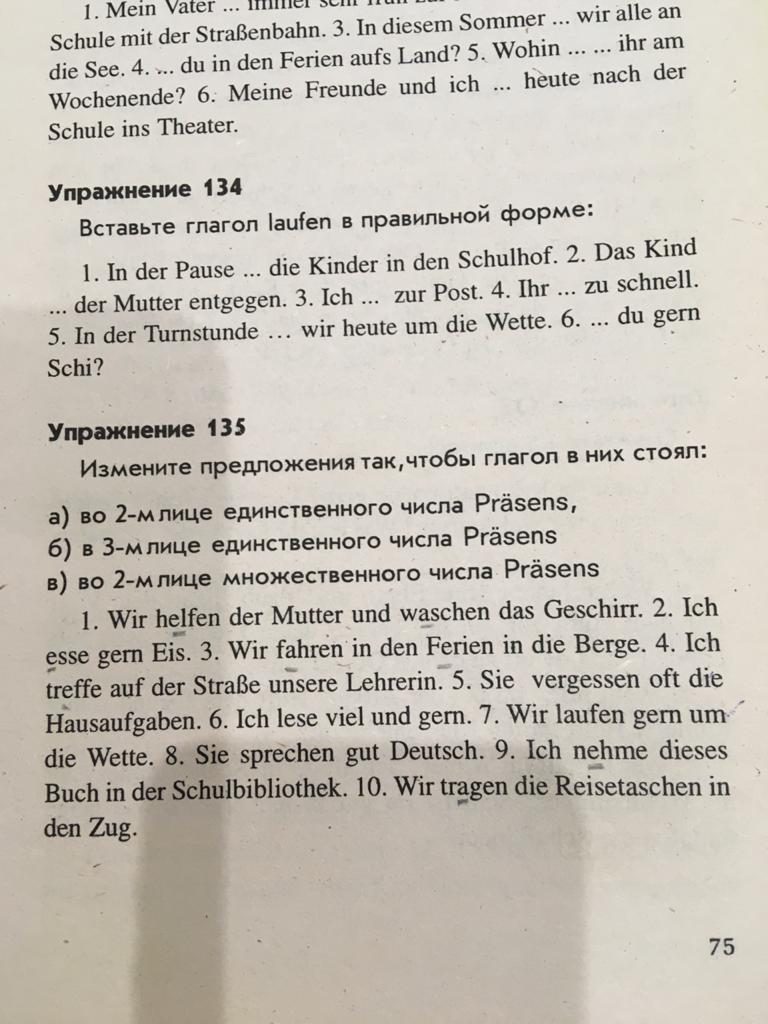 1. Mein Vater ... immer
Schule mit der Straßenbahn. 3. In diesem Sommer ... wir alle an
die See. 4. ... du in den Ferien aufs Land? 5. Wohin ... ... ihr am
Wochenende? 6. Meine Freunde und ich ... heute nach der
Schule ins Theater.
Упражнение 134
Вставьте глагол laufen в правильной форме:
1. In der Pause ... die Kinder in den Schulhof. 2. Das Kind
... der Mutter entgegen. 3. Ich ... zur Post. 4. Ihr ... zu schnell.
5. In der Turnstunde ... wir heute um die Wette. 6. ... du gern
Schi?
Упражнение 135
Измените предложения так, чтобы глагол в них стоял:
а) во 2-м лице единственного числа Präsens,
б) в 3-м лице единственного числа Präsens
в) во 2-м лице множественного числа Präsens
1. Wir helfen der Mutter und waschen das Geschirr. 2. Ich
esse gern Eis. 3. Wir fahren in den Ferien in die Berge. 4. Ich
treffe auf der Straße unsere Lehrerin. 5. Sie vergessen oft die
Hausaufgaben. 6. Ich lese viel und gern. 7. Wir laufen gern um
die Wette. 8. Sie sprechen gut Deutsch. 9. Ich nehme dieses
Buch in der Schulbibliothek. 10. Wir tragen die Reisetaschen in
den Zug.
75